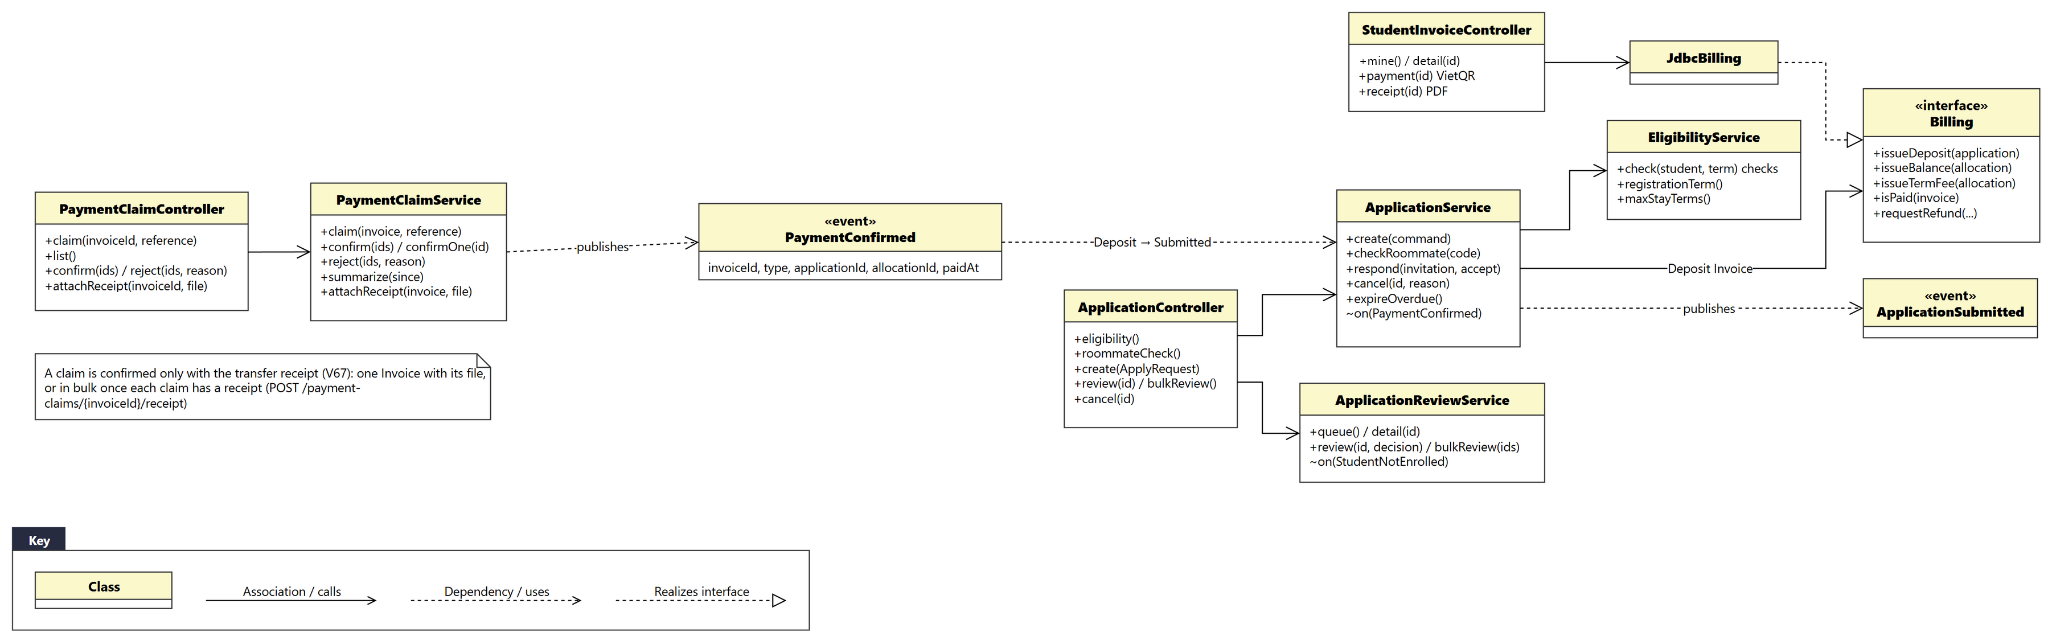 StudentInvoiceController
+mine() / detail(id)
+payment(id) VietQR
+receipt(id) PDF
JdbcBilling
«interface»
Billing
+issueDeposit(application)
+issueBalance(allocation)
+issueTermFee(allocation)
+isPaid(invoice)
+requestRefund(...)
EligibilityService
+check(student, term) checks
+registrationTerm()
+maxStayTerms()
PaymentClaimController
+claim(invoiceId, reference)
+list()
+confirm(ids) / reject(ids, reason)
+attachReceipt(invoiceId, file)
PaymentClaimService
+claim(invoice, reference)
+confirm(ids) / confirmOne(id)
+reject(ids, reason)
+summarize(since)
+attachReceipt(invoice, file)
publishes
«event»
PaymentConfirmed
invoiceId, type, applicationId, allocationId, paidAt
Deposit → Submitted
ApplicationService
+create(command)
+checkRoommate(code)
+respond(invitation, accept)
+cancel(id, reason)
+expireOverdue()
~on(PaymentConfirmed)
Deposit Invoice
publishes
«event»
ApplicationSubmitted
ApplicationController
+eligibility()
+roommateCheck()
+create(ApplyRequest)
+review(id) / bulkReview()
+cancel(id)
ApplicationReviewService
+queue() / detail(id)
+review(id, decision) / bulkReview(ids)
~on(StudentNotEnrolled)
A claim is confirmed only with the transfer receipt (V67): one Invoice with its file,
or in bulk once each claim has a receipt (POST /payment-
claims/{invoiceId}/receipt)
Key
Class
Association / calls
Dependency / uses
Realizes interface